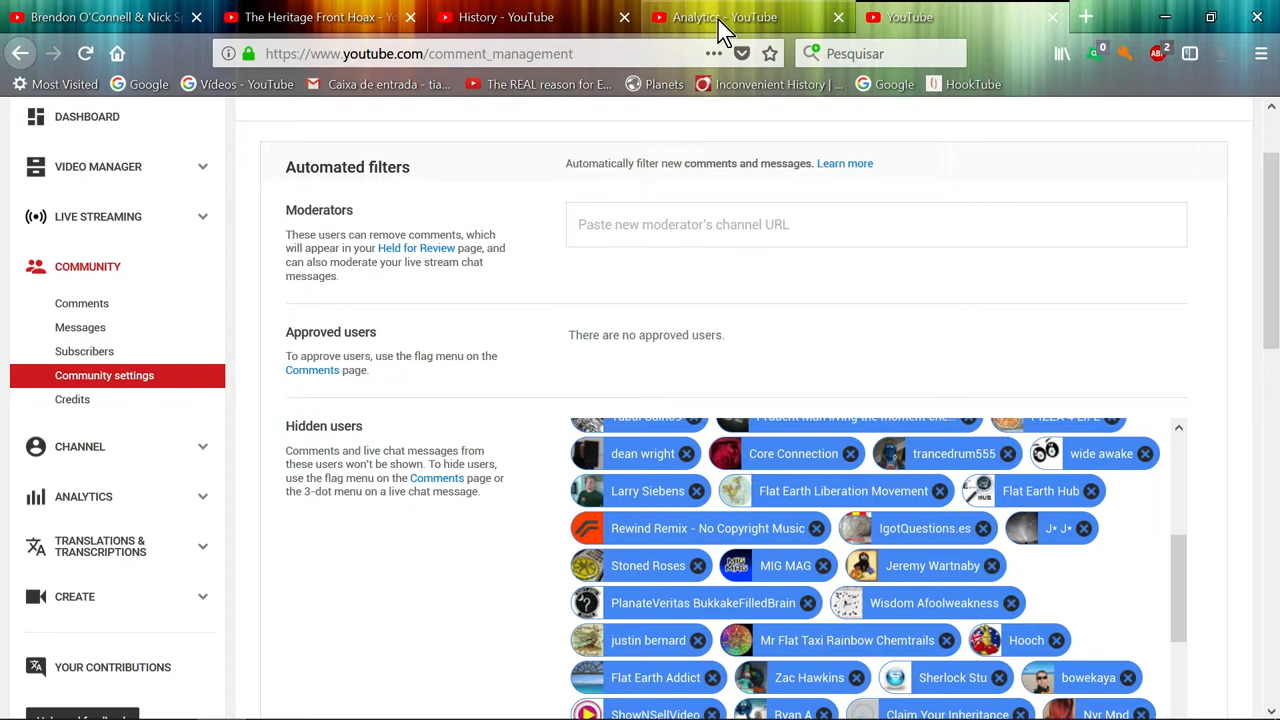 Brendon O'Connell & Nick S
The Heritage Front Hoax - Yo
History - YouTube
Analytics - YouTube
YouTube
https://www.youtube.com/comment_management
Pesquisar
0
2
Most Visited
Google
Vídeos - YouTube
Caixa de entrada - tia...
The REAL reason for E...
Planets
Inconvenient History | ...
Google
HookTube
DASHBOARD
VIDEO MANAGER
LIVE STREAMING
COMMUNITY
Comments
Messages
Subscribers
Community settings
Credits
CHANNEL
ANALYTICS
TRANSLATIONS &
TRANSCRIPTIONS
CREATE
YOUR CONTRIBUTIONS
Automated filters
Automatically filter new comments and messages. Learn more
Moderators
These users can remove comments, which
will appear in your Held for Review page, and
can also moderate your live stream chat
messages.
Paste new moderator's channel URL
Approved users
To approve users, use the flag menu on the
Comments page.
There are no approved users.
Hidden users
Comments and live chat messages from
these users won't be shown. To hide users,
use the flag menu on the Comments page or
the 3-dot menu on a live chat message.
dean wright
Core Connection
trancedrum555
wide awake
Larry Siebens
Flat Earth Liberation Movement
HUB
Flat Earth Hub
Rewind Remix - No Copyright Music
IgotQuestions.es
J⋆ J⋆
Stoned Roses
MIG MAG
MIG MAG
Jeremy Wartnaby
PlanateVeritas BukkakeFilledBrain
Wisdom Afoolweakness
justin bernard
Mr Flat Taxi Rainbow Chemtrails
Hooch
Flat Earth Addict
Zac Hawkins
Sherlock Stu
bowekaya
ShowNSellVideo
Ryan A
Claim Your Inheritance
Nyr Mnd